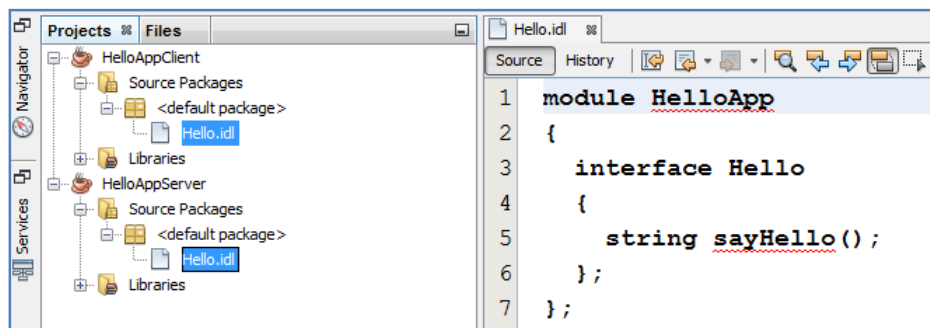 Navigator
Services
Projects Files
HelloAppClient
Source Packages
<default package>
Hello.idl
Libraries
HelloAppServer
Source Packages
<default package>
Hello.idl
Libraries
Hello.idl
Source History
1 module HelloApp
2 {
3 interface Hello
4 {
5 string sayHello();
6 };
7 };